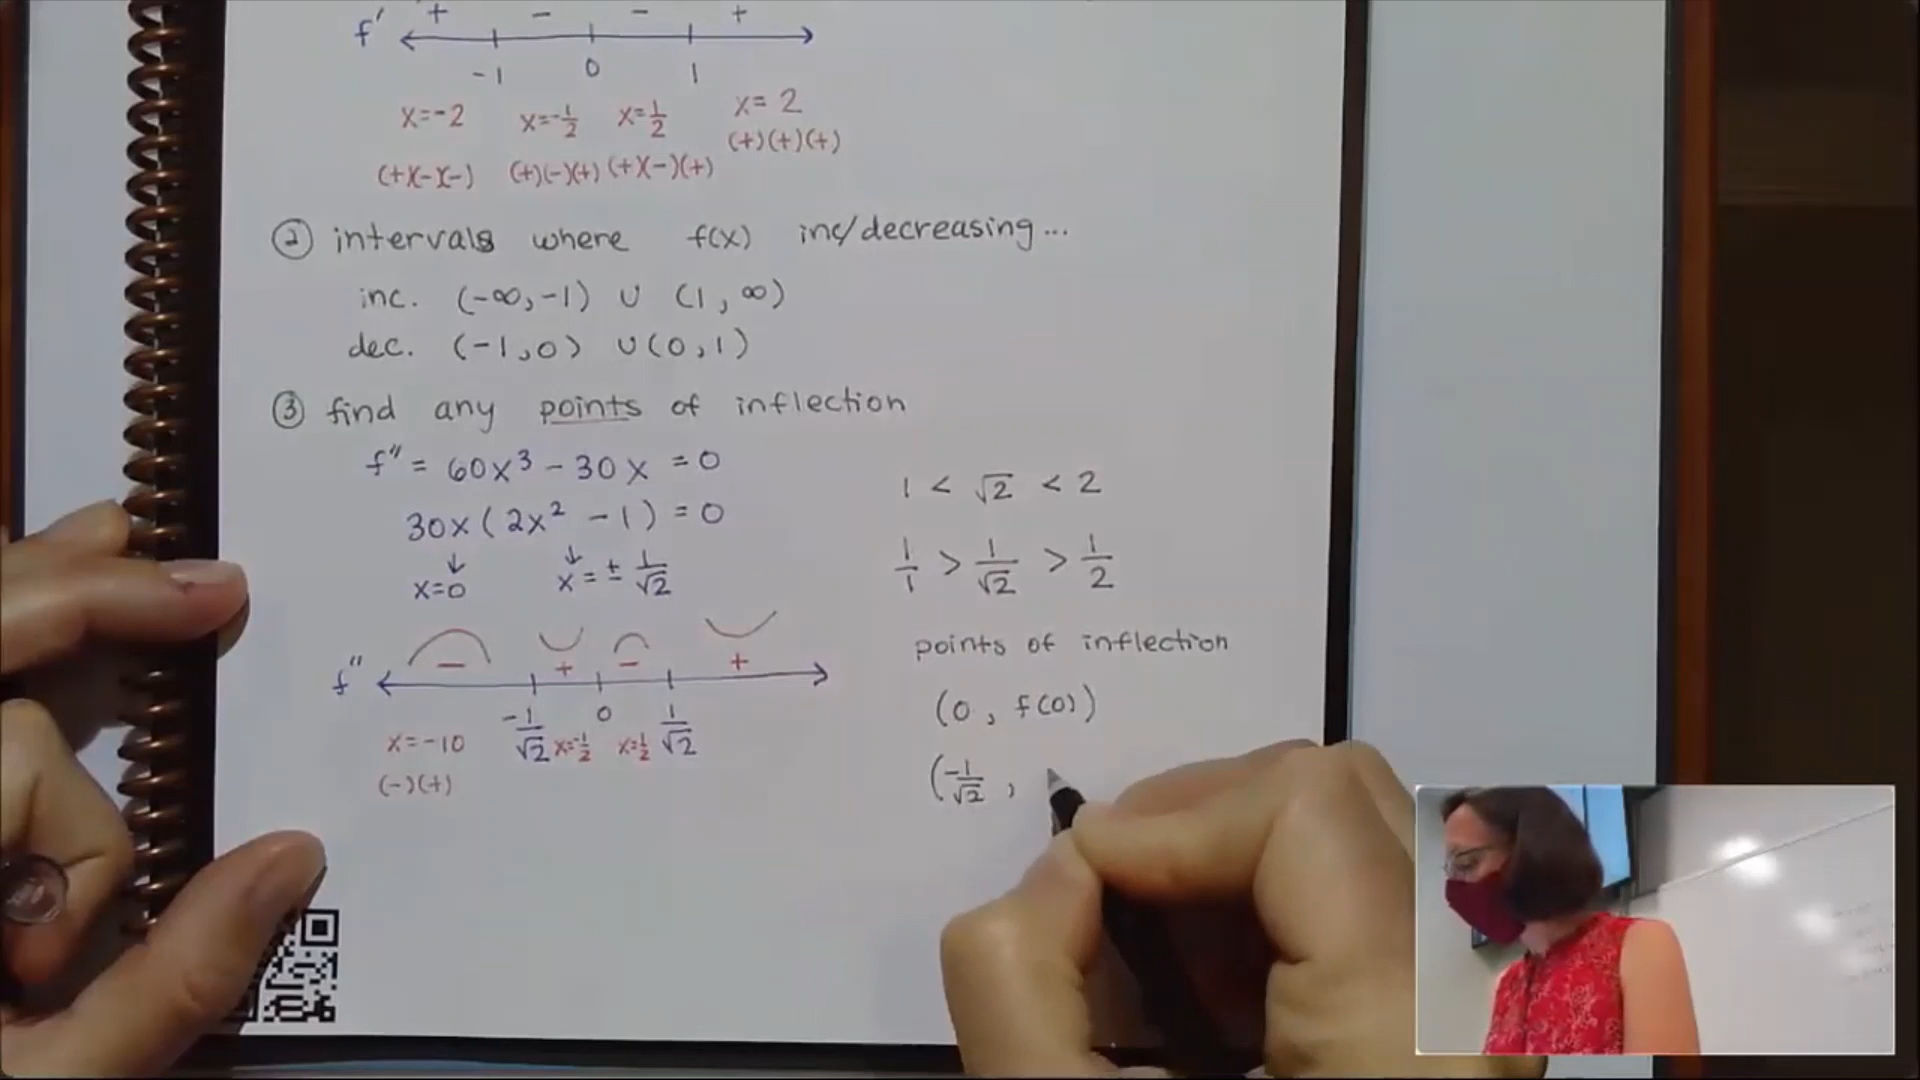 + − − +
f'
-1 0 1
x=-2 x=-1/2 x=1/2 x= 2
(+)(-)(-) (+)(-)(+) (+)(-)(+) (+)(+)(+)
② intervals where f(x) inc/decreasing...
inc. (-∞,-1) ∪ (1,∞)
dec. (-1,0) ∪ (0,1)
③ find any points of inflection
f" = 60x³ - 30x = 0
30x(2x² - 1) = 0
↓ ↓
x=0 x = ± 1/√2
f" − + − +
-1/√2 0 1/√2
x=-10 x=-1/2 x=1/2
(-)(+)
1 < √2 < 2
1/1 > 1/√2 > 1/2
points of inflection
(0, f(0))
(-1/√2 ,